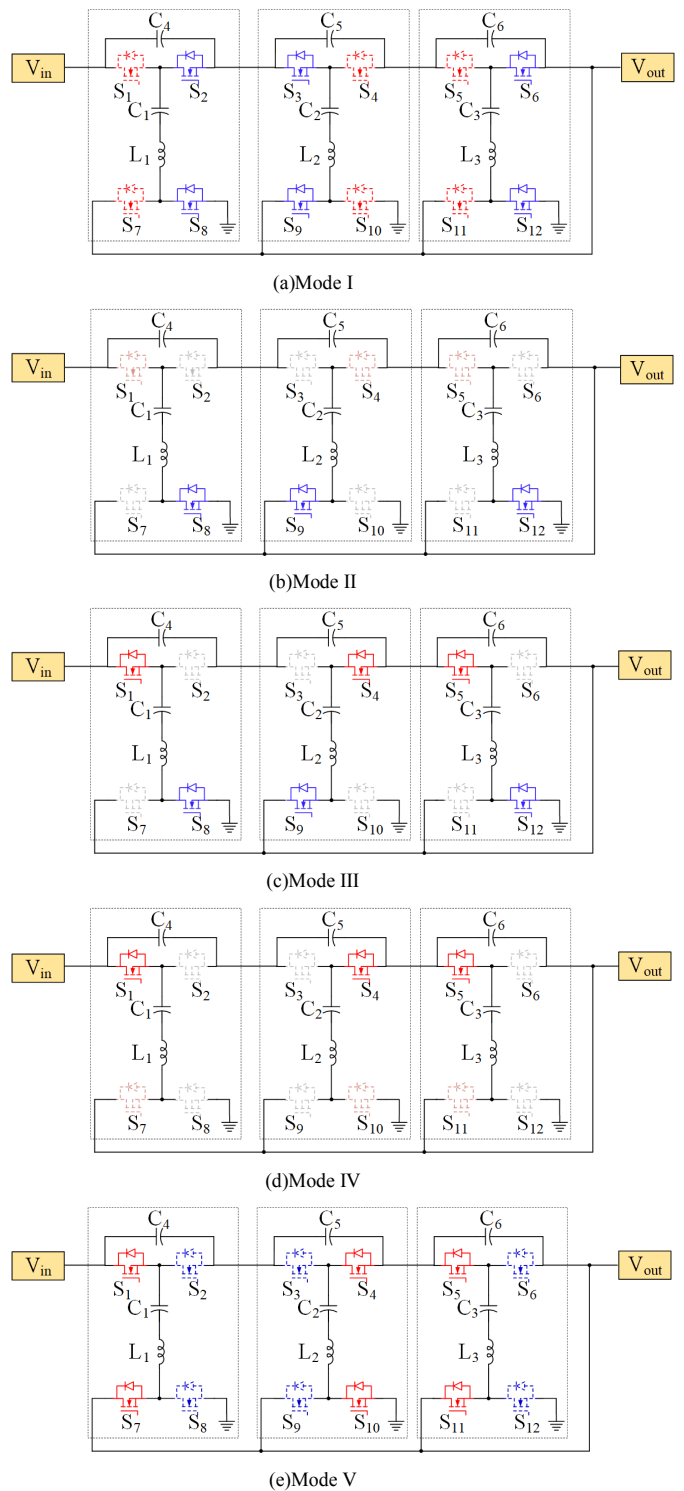 C4 C5 C6
Vin Vout
S1 S2 S3 S4 S5 S6
C1 C2 C3
L1 L2 L3
S7 S8 S9 S10 S11 S12
(a)Mode I
C4 C5 C6
Vin Vout
S1 S2 S3 S4 S5 S6
C1 C2 C3
L1 L2 L3
S7 S8 S9 S10 S11 S12
(b)Mode II
C4 C5 C6
Vin Vout
S1 S2 S3 S4 S5 S6
C1 C2 C3
L1 L2 L3
S7 S8 S9 S10 S11 S12
(c)Mode III
C4 C5 C6
Vin Vout
S1 S2 S3 S4 S5 S6
C1 C2 C3
L1 L2 L3
S7 S8 S9 S10 S11 S12
(d)Mode IV
C4 C5 C6
Vin Vout
S1 S2 S3 S4 S5 S6
C1 C2 C3
L1 L2 L3
S7 S8 S9 S10 S11 S12
(e)Mode V